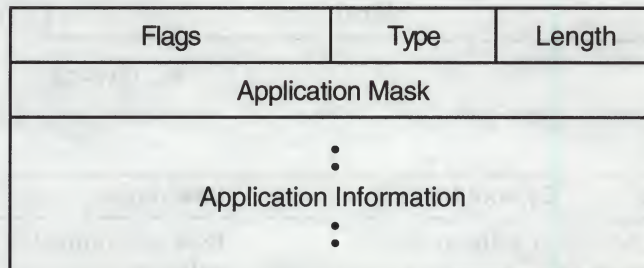 Flags Type Length
Application Mask
Application Information